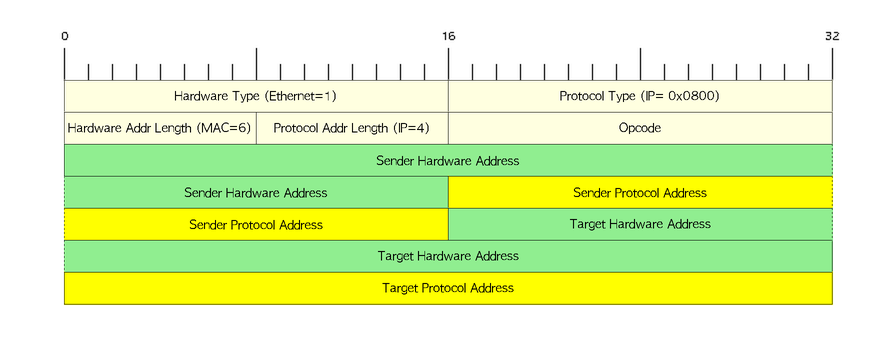 0 16 32
Hardware Type (Ethernet=1) Protocol Type (IP= 0x0800)
Hardware Addr Length (MAC=6) Protocol Addr Length (IP=4) Opcode
Sender Hardware Address
Sender Hardware Address Sender Protocol Address
Sender Protocol Address Target Hardware Address
Target Hardware Address
Target Protocol Address